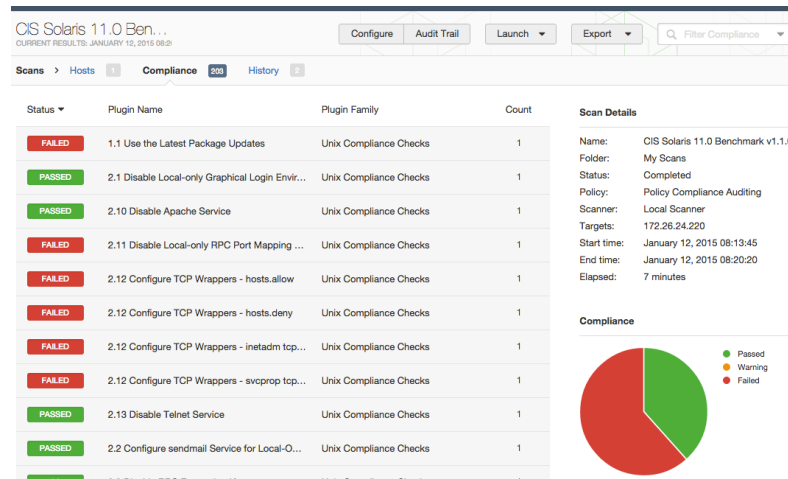 CIS Solaris 11.0 Ben...
CURRENT RESULTS: JANUARY 12, 2015 08:2
Configure Audit Trail Launch Export Filter Compliance
Scans > Hosts 1 Compliance 203 History 2
Status Plugin Name Plugin Family Count
FAILED 1.1 Use the Latest Package Updates Unix Compliance Checks 1
PASSED 2.1 Disable Local-only Graphical Login Envir... Unix Compliance Checks 1
PASSED 2.10 Disable Apache Service Unix Compliance Checks 1
FAILED 2.11 Disable Local-only RPC Port Mapping ... Unix Compliance Checks 1
FAILED 2.12 Configure TCP Wrappers - hosts.allow Unix Compliance Checks 1
FAILED 2.12 Configure TCP Wrappers - hosts.deny Unix Compliance Checks 1
FAILED 2.12 Configure TCP Wrappers - inetadm tcp... Unix Compliance Checks 1
FAILED 2.12 Configure TCP Wrappers - svcprop tcp... Unix Compliance Checks 1
PASSED 2.13 Disable Telnet Service Unix Compliance Checks 1
PASSED 2.2 Configure sendmail Service for Local-O... Unix Compliance Checks 1
Scan Details
Name: CIS Solaris 11.0 Benchmark v1.1.
Folder: My Scans
Status: Completed
Policy: Policy Compliance Auditing
Scanner: Local Scanner
Targets: 172.26.24.220
Start time: January 12, 2015 08:13:45
End time: January 12, 2015 08:20:20
Elapsed: 7 minutes
Compliance
Passed
Warning
Failed